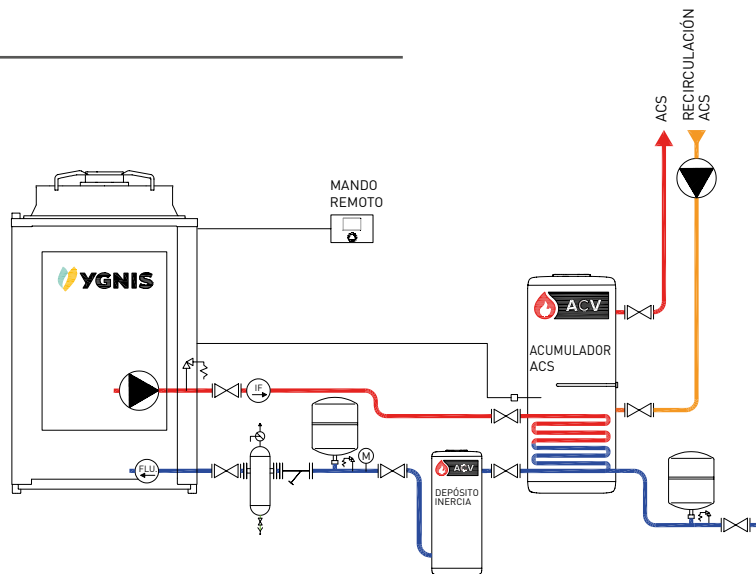 ACS
RECIRCULACIÓN
ACS
MANDO
REMOTO
YGNIS
ACV
ACUMULADOR
ACS
IF
FLU.
M
ACV
DEPÓSITO
INERCIA